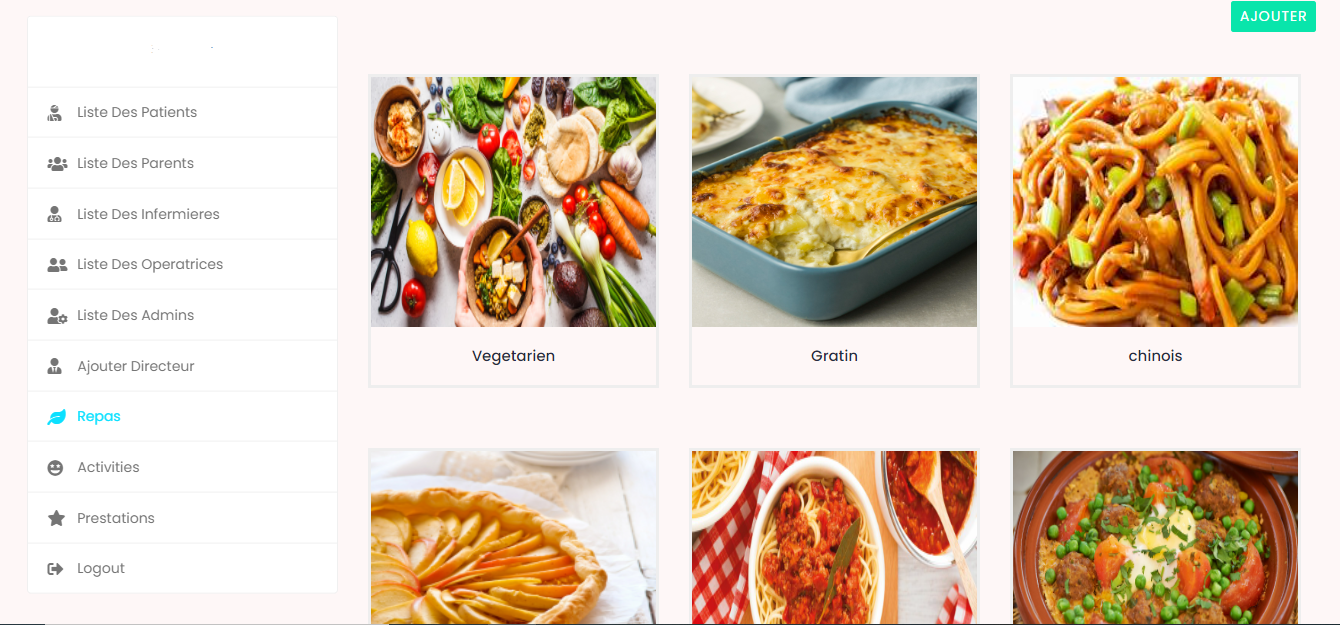 AJOUTER
Liste Des Patients
Liste Des Parents
Liste Des Infermieres
Liste Des Operatrices
Liste Des Admins
Ajouter Directeur
Repas
Activities
Prestations
Logout
Vegetarien
Gratin
chinois